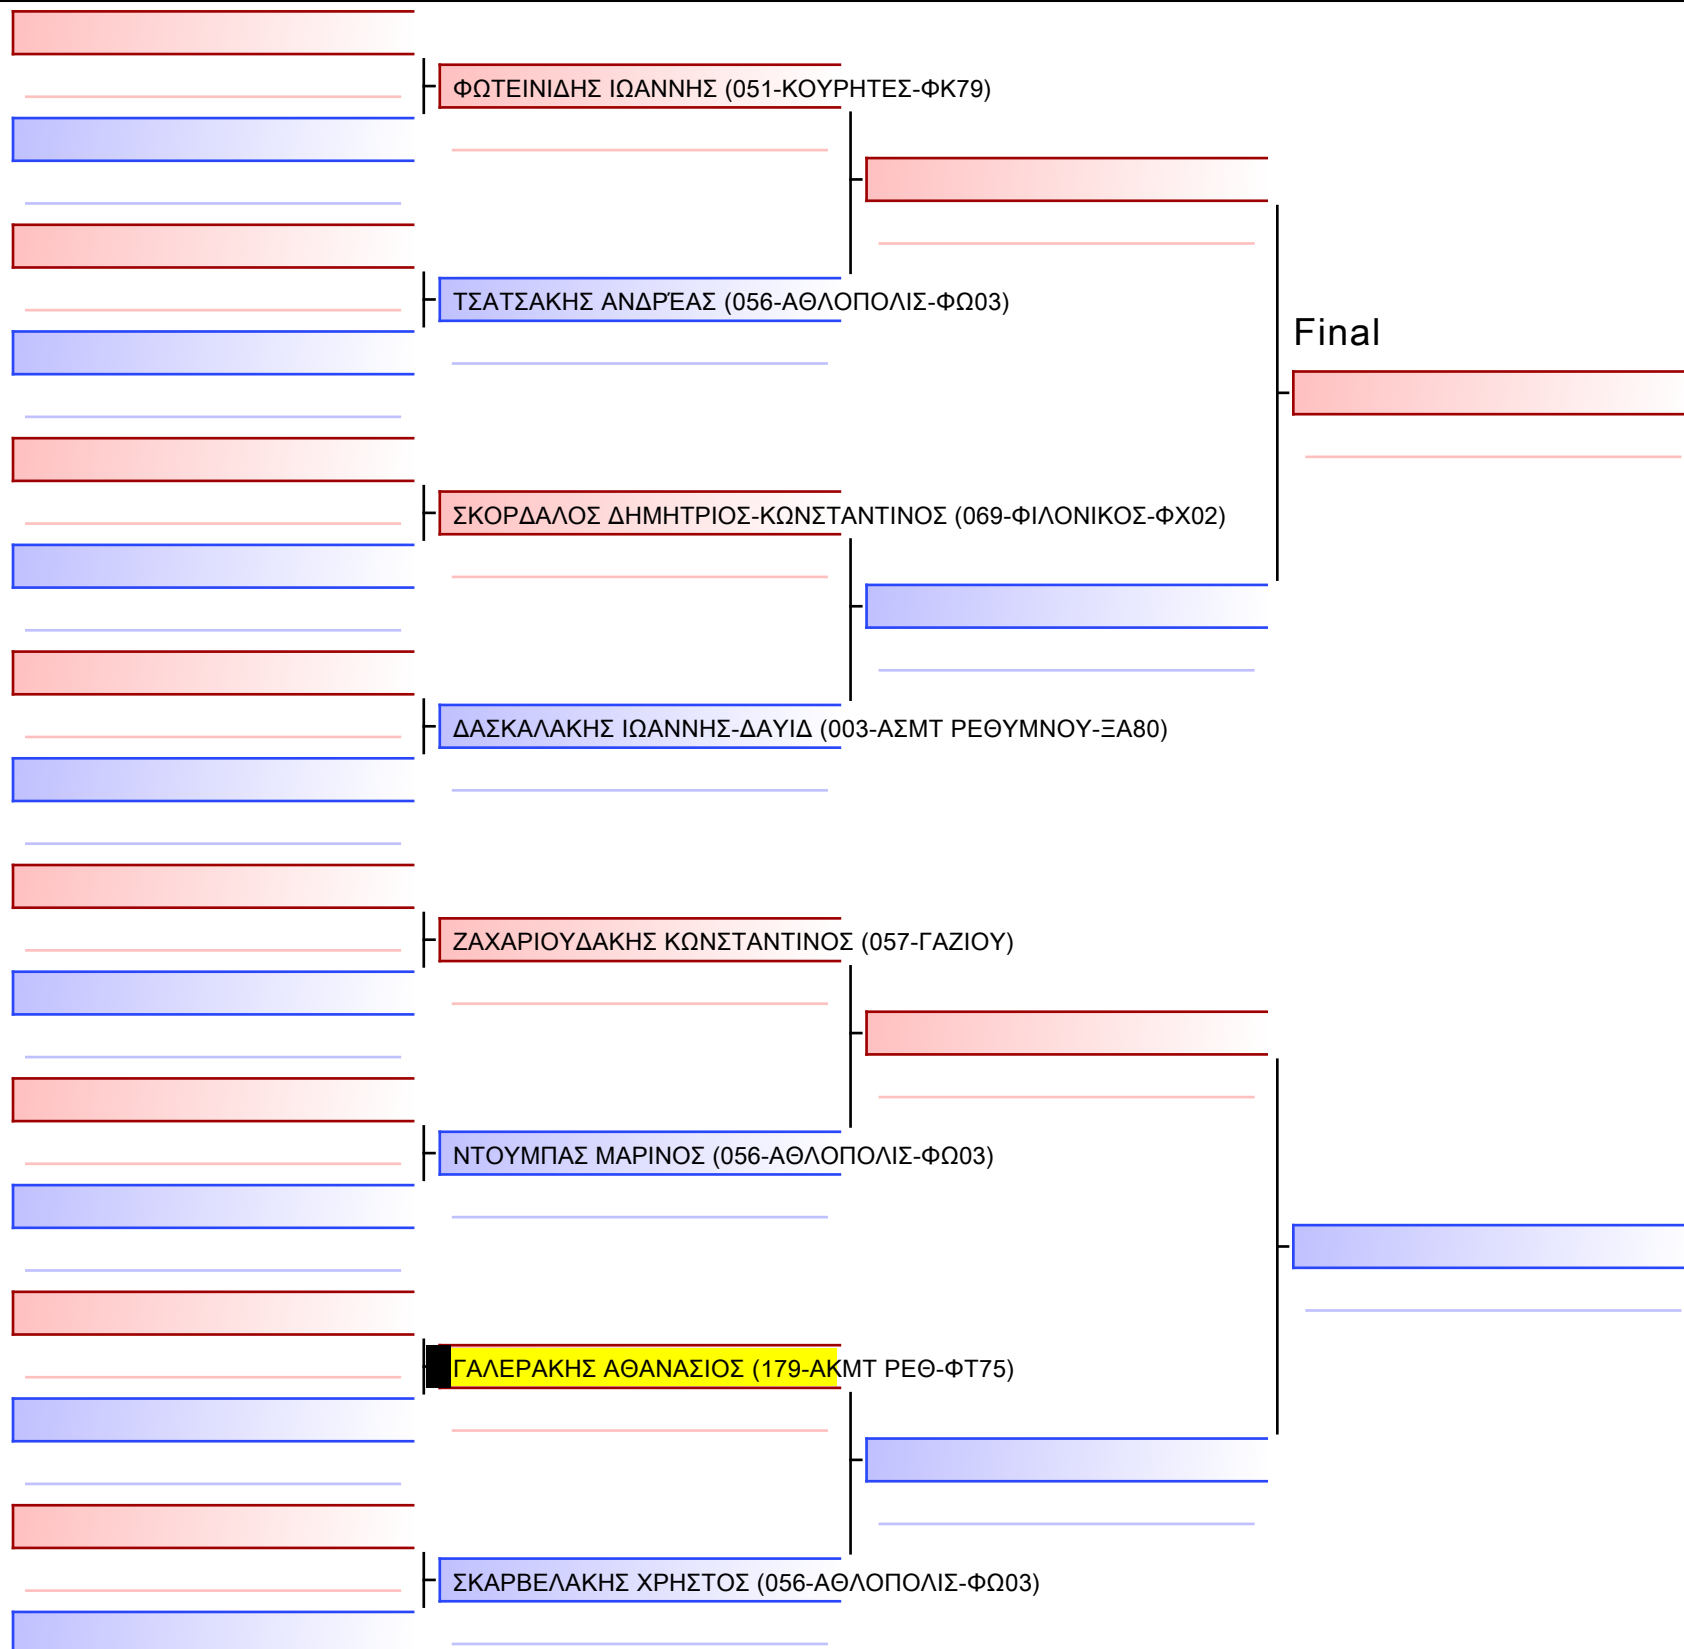 ΦΩΤΕΙΝΙΔΗΣ ΙΩΑΝΝΗΣ (051-ΚΟΥΡΗΤΕΣ-ΦΚ79)
ΤΣΑΤΣΑΚΗΣ ΑΝΔΡΈΑΣ (056-ΑΘΛΟΠΟΛΙΣ-ΦΩ03)
Final
ΣΚΟΡΔΑΛΟΣ ΔΗΜΗΤΡΙΟΣ-ΚΩΝΣΤΑΝΤΙΝΟΣ (069-ΦΙΛΟΝΙΚΟΣ-ΦΧ02)
ΔΑΣΚΑΛΑΚΗΣ ΙΩΑΝΝΗΣ-ΔΑΥΙΔ (003-ΑΣΜΤ ΡΕΘΥΜΝΟΥ-ΞΑ80)
ΖΑΧΑΡΙΟΥΔΑΚΗΣ ΚΩΝΣΤΑΝΤΙΝΟΣ (057-ΓΑΖΙΟΥ)
ΝΤΟΥΜΠΑΣ ΜΑΡΙΝΟΣ (056-ΑΘΛΟΠΟΛΙΣ-ΦΩ03)
ΓΑΛΕΡΑΚΗΣ ΑΘΑΝΑΣΙΟΣ (179-ΑΚΜΤ ΡΕΘ-ΦΤ75)
ΣΚΑΡΒΕΛΑΚΗΣ ΧΡΗΣΤΟΣ (056-ΑΘΛΟΠΟΛΙΣ-ΦΩ03)